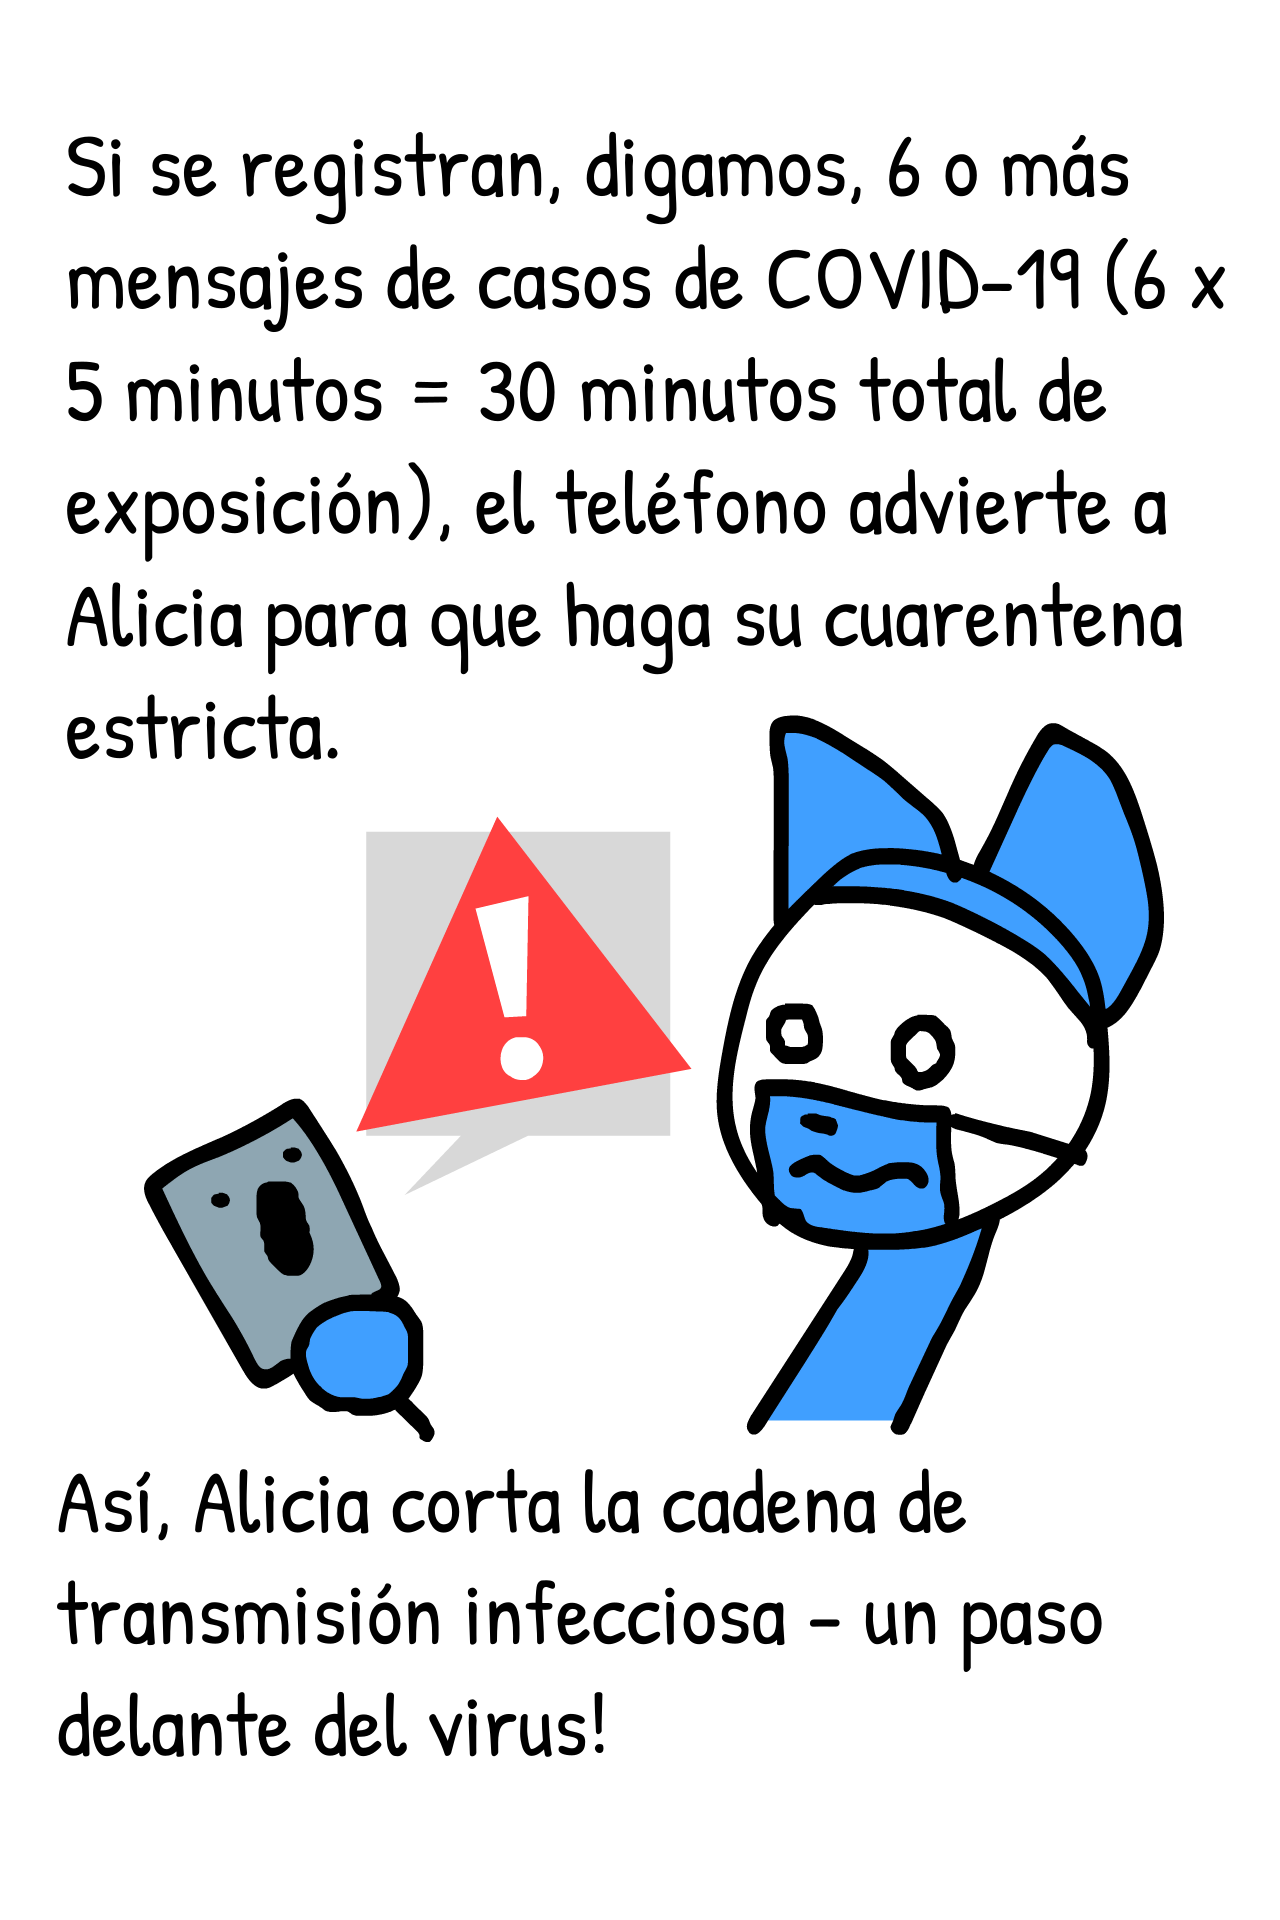 Si se registran, digamos, 6 o más
mensajes de casos de COVID-19 (6 x
5 minutos = 30 minutos total de
exposición), el teléfono advierte a
Alicia para que haga su cuarentena
estricta.
!
Así, Alicia corta la cadena de
transmisión infecciosa - un paso
delante del virus!